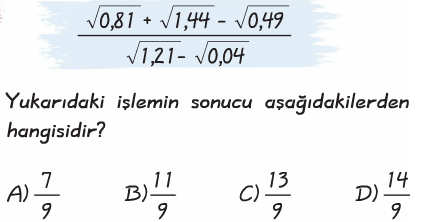 √0,81 + √1,44 - √0,49
√1,21 - √0,04
Yukarıdaki işlemin sonucu aşağıdakilerden
hangisidir?
A) 7/9 B) 11/9 C) 13/9 D) 14/9